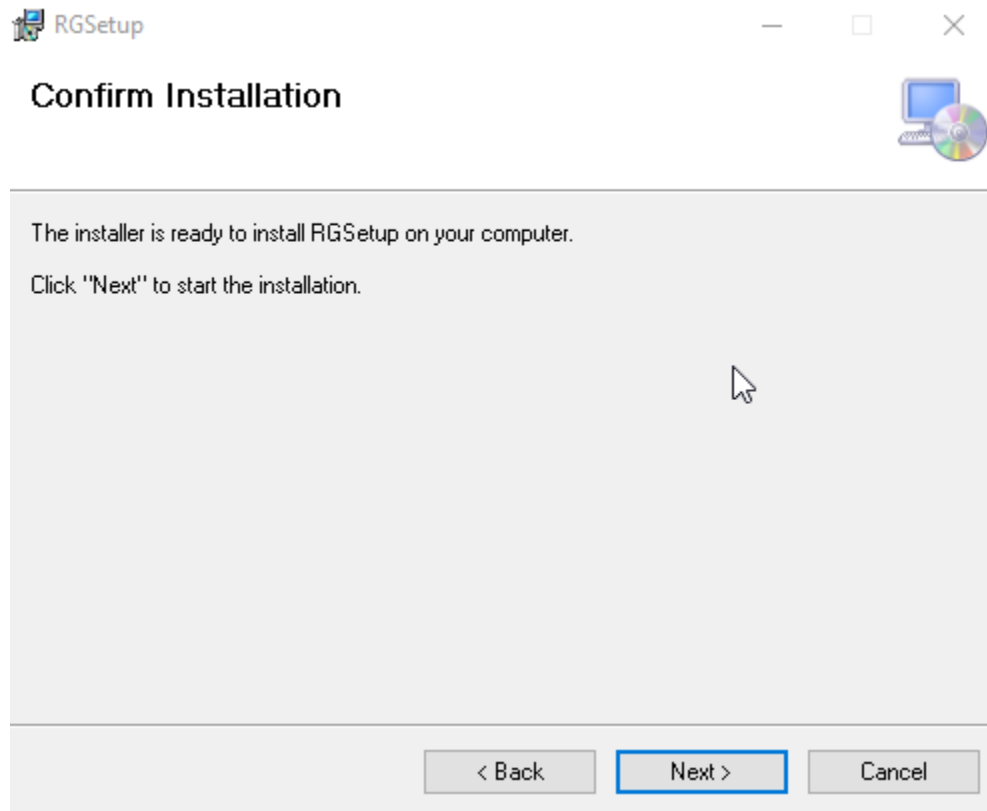 RGSetup
Confirm Installation
The installer is ready to install RGSetup on your computer.
Click "Next" to start the installation.
< Back
Next >
Cancel